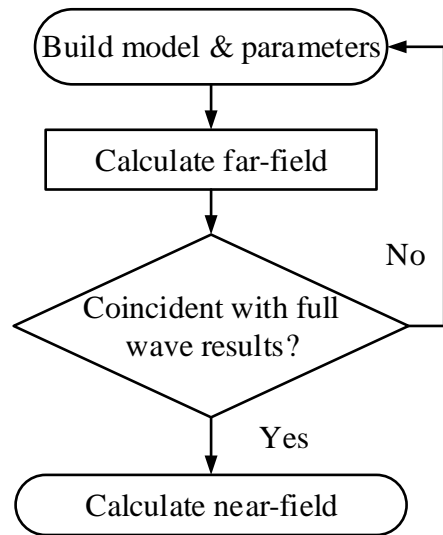 Build model & parameters
Calculate far-field
No
Coincident with full
wave results?
Yes
Calculate near-field